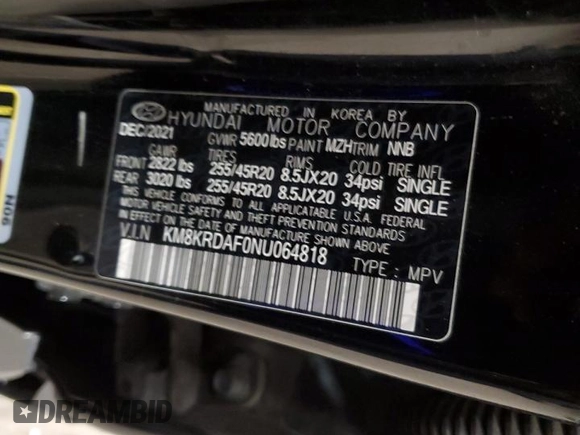 MANUFACTURED IN KOREA BY
HYUNDAI MOTOR COMPANY
DEC/2021 GVWR 5600 lbs PAINT MZH TRIM NNB
GAWR TIRES RIMS COLD TIRE INFL
FRONT 2822 lbs 255/45R20 8.5JX20 34psi SINGLE
REAR 3020 lbs 255/45R20 8.5JX20 34psi SINGLE
THIS VEHICLE CONFORMS TO ALL APPLICABLE U.S.A. FEDERAL
MOTOR VEHICLE SAFETY, BUMPER, AND THEFT PREVENTION
STANDARDS IN EFFECT ON THE DATE OF MANUFACTURE SHOWN ABOVE.
V.I.N KM8KRDAF0NU064818
TYPE : MPV
N06
DREAMBID